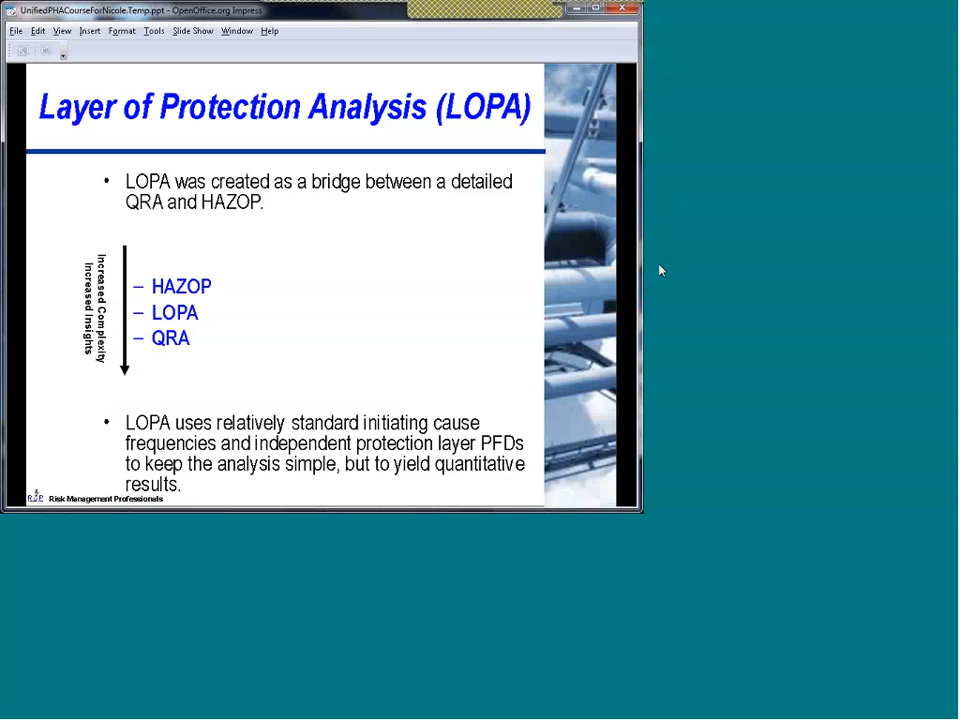 UnifiedPHACourseForNicole.Temp.ppt - OpenOffice.org Impress
File Edit View Insert Format Tools Slide Show Window Help
Layer of Protection Analysis (LOPA)
• LOPA was created as a bridge between a detailed
QRA and HAZOP.
Increased Complexity
Increased Insights
– HAZOP
– LOPA
– QRA
• LOPA uses relatively standard initiating cause
frequencies and independent protection layer PFDs
to keep the analysis simple, but to yield quantitative
results.
Risk Management Professionals